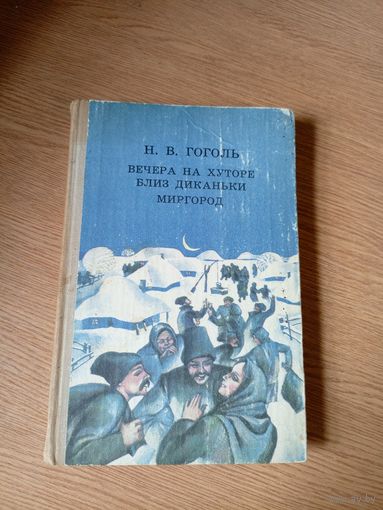 Н. В. ГОГОЛЬ
ВЕЧЕРА НА ХУТОРЕ
БЛИЗ ДИКАНЬКИ
МИРГОРОД